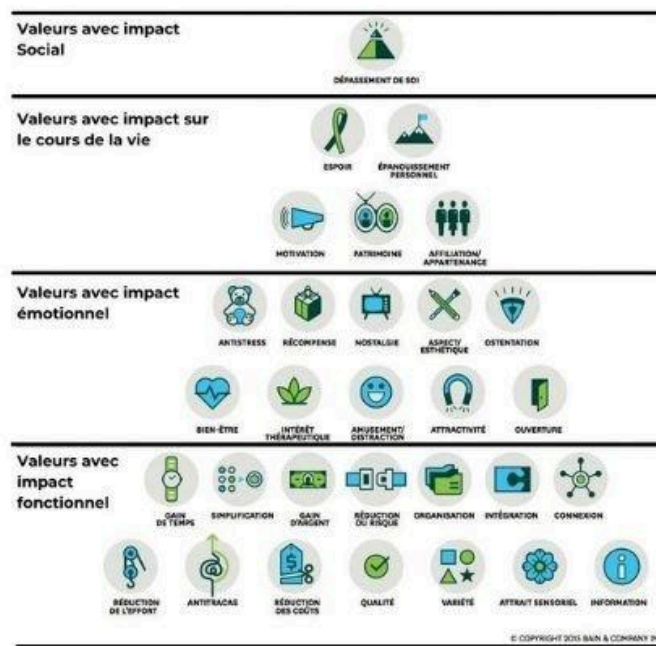 Valeurs avec impact
Social
DÉPASSEMENT DE SOI
Valeurs avec impact sur
le cours de la vie
ESPOIR
ÉPANOUISSEMENT
PERSONNEL
MOTIVATION
PATRIMOINE
AFFILIATION/
APPARTENANCE
Valeurs avec impact
émotionnel
ANTISTRESS
RÉCOMPENSE
NOSTALGIE
ASPECT/
ESTHÉTIQUE
OSTENTATION
BIEN-ÊTRE
INTÉRÊT
THÉRAPEUTIQUE
AMUSEMENT/
DISTRACTION
ATTRACTIVITÉ
OUVERTURE
Valeurs avec
impact
fonctionnel
GAIN
DE TEMPS
SIMPLIFICATION
GAIN
D'ARGENT
RÉDUCTION
DU RISQUE
ORGANISATION
INTÉGRATION
CONNEXION
RÉDUCTION
DE L'EFFORT
ANTITRACAS
$
RÉDUCTION
DES COÛTS
QUALITÉ
VARIÉTÉ
ATTRAIT SENSORIEL
i
INFORMATION
© COPYRIGHT 2015 BAIN & COMPANY IN